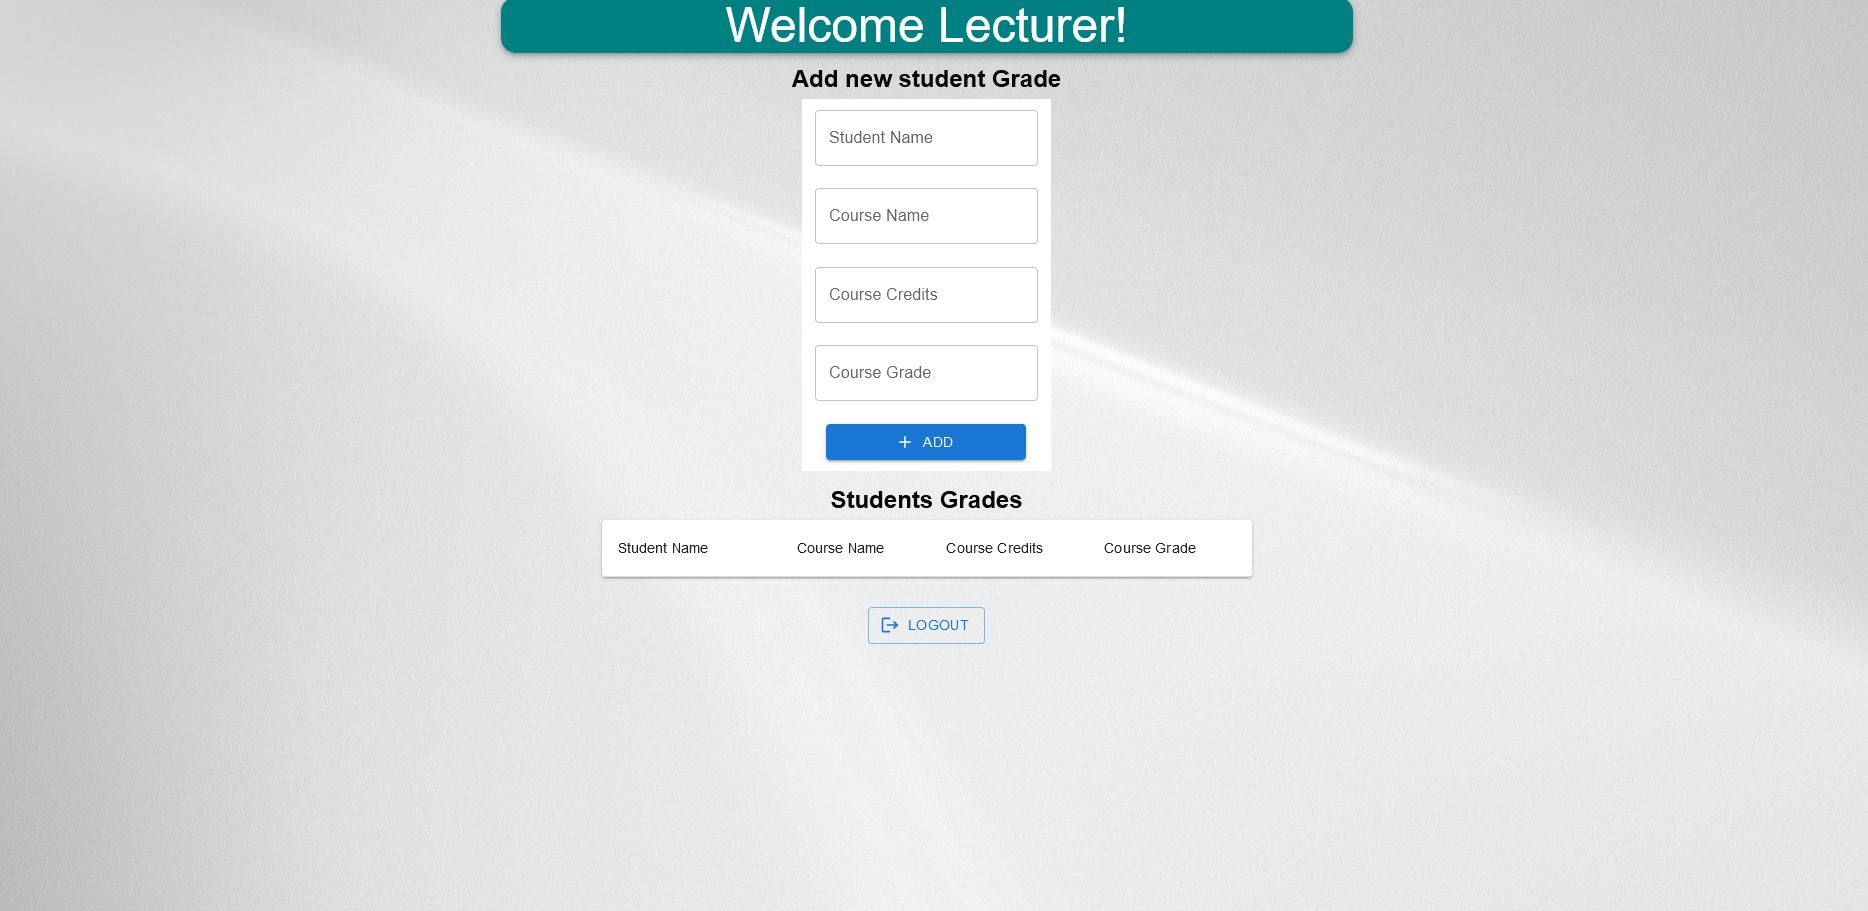 Welcome Lecturer!
Add new student Grade
Student Name
Course Name
Course Credits
Course Grade
ADD
Students Grades
Student Name Course Name Course Credits Course Grade
LOGOUT